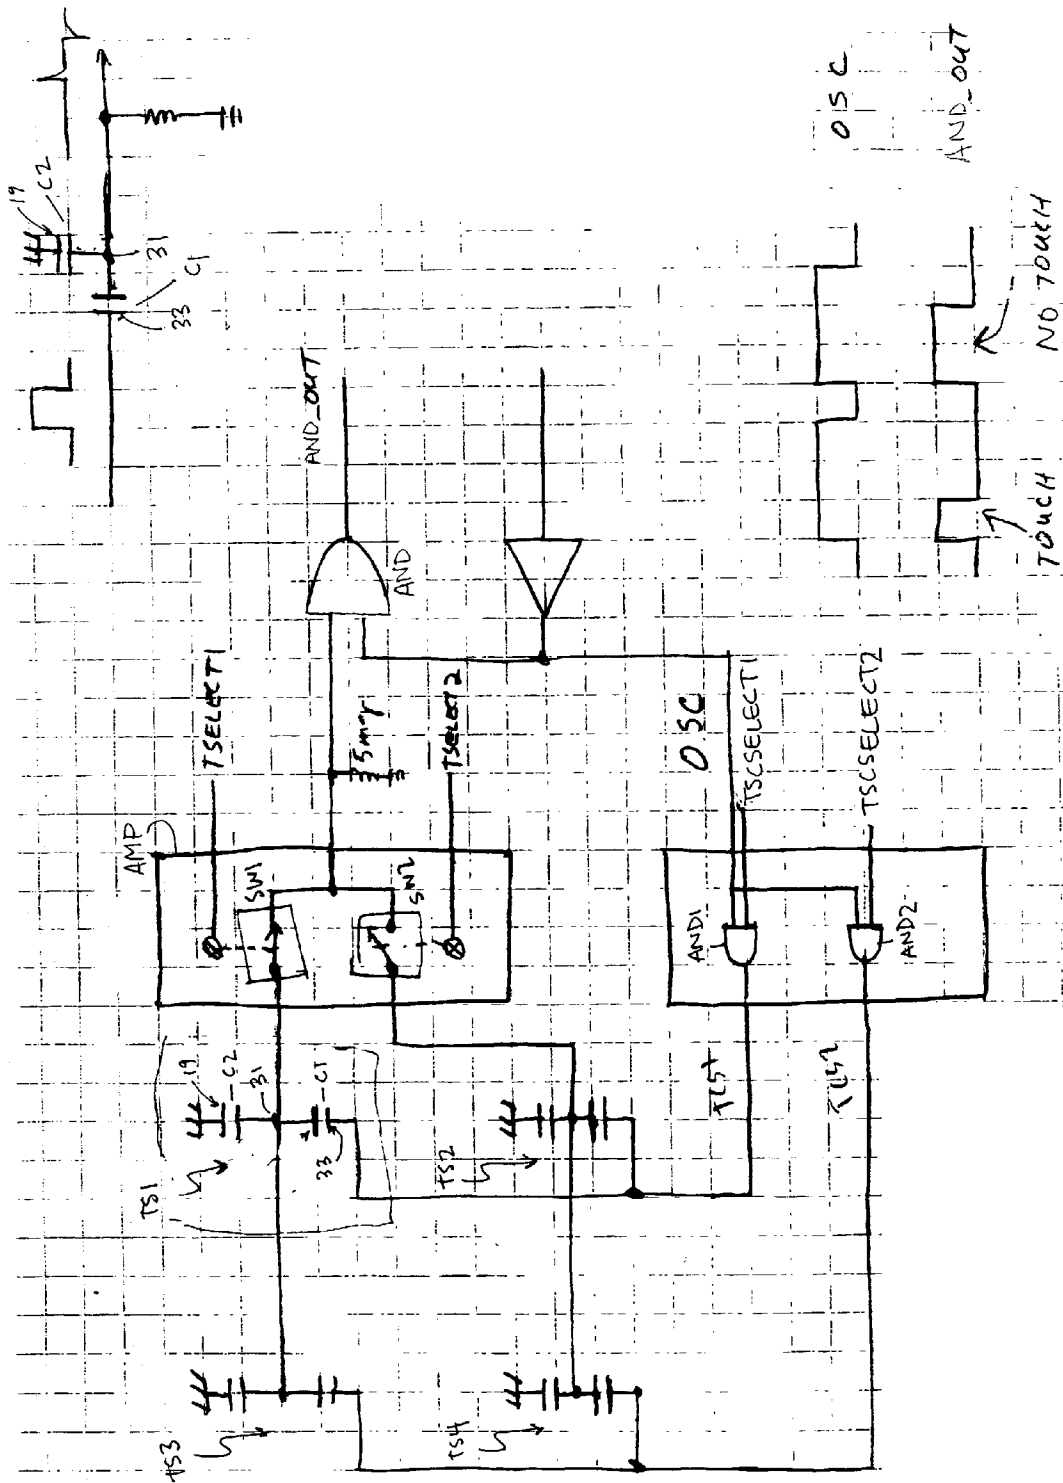 19
C2
31
C1
33
AND_OUT
AND
TSELECT1
TSELECT2
AMP
SW1
SW2
OSC
TSCSELECT1
TSCSELECT2
AND1
AND2
19
C2
31
C1
33
TS1
TS2
TS3
TS4
TCS2
OSC
AND_OUT
TOUCH
NO TOUCH